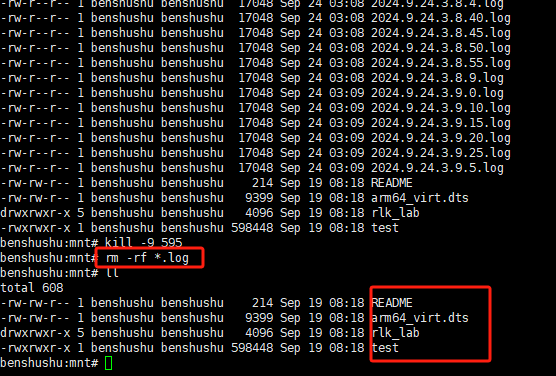 -rw-r--r-- 1 benshushu benshushu  17048 Sep 24 03:08 2024.9.24.3.8.4.log
-rw-r--r-- 1 benshushu benshushu  17048 Sep 24 03:08 2024.9.24.3.8.40.log
-rw-r--r-- 1 benshushu benshushu  17048 Sep 24 03:08 2024.9.24.3.8.45.log
-rw-r--r-- 1 benshushu benshushu  17048 Sep 24 03:08 2024.9.24.3.8.50.log
-rw-r--r-- 1 benshushu benshushu  17048 Sep 24 03:08 2024.9.24.3.8.55.log
-rw-r--r-- 1 benshushu benshushu  17048 Sep 24 03:08 2024.9.24.3.8.9.log
-rw-r--r-- 1 benshushu benshushu  17048 Sep 24 03:09 2024.9.24.3.9.0.log
-rw-r--r-- 1 benshushu benshushu  17048 Sep 24 03:09 2024.9.24.3.9.10.log
-rw-r--r-- 1 benshushu benshushu  17048 Sep 24 03:09 2024.9.24.3.9.15.log
-rw-r--r-- 1 benshushu benshushu  17048 Sep 24 03:09 2024.9.24.3.9.20.log
-rw-r--r-- 1 benshushu benshushu  17048 Sep 24 03:09 2024.9.24.3.9.25.log
-rw-r--r-- 1 benshushu benshushu  17048 Sep 24 03:09 2024.9.24.3.9.5.log
-rw-rw-r-- 1 benshushu benshushu    214 Sep 19 08:18 README
-rw-rw-r-- 1 benshushu benshushu   9399 Sep 19 08:18 arm64_virt.dts
drwxrwxr-x 5 benshushu benshushu   4096 Sep 19 08:18 rlk_lab
-rwxrwxr-x 1 benshushu benshushu 598448 Sep 19 08:18 test
benshushu:mnt# kill -9 595
benshushu:mnt# rm -rf *.log
benshushu:mnt# ll
total 608
-rw-rw-r-- 1 benshushu benshushu    214 Sep 19 08:18 README
-rw-rw-r-- 1 benshushu benshushu   9399 Sep 19 08:18 arm64_virt.dts
drwxrwxr-x 5 benshushu benshushu   4096 Sep 19 08:18 rlk_lab
-rwxrwxr-x 1 benshushu benshushu 598448 Sep 19 08:18 test
benshushu:mnt#